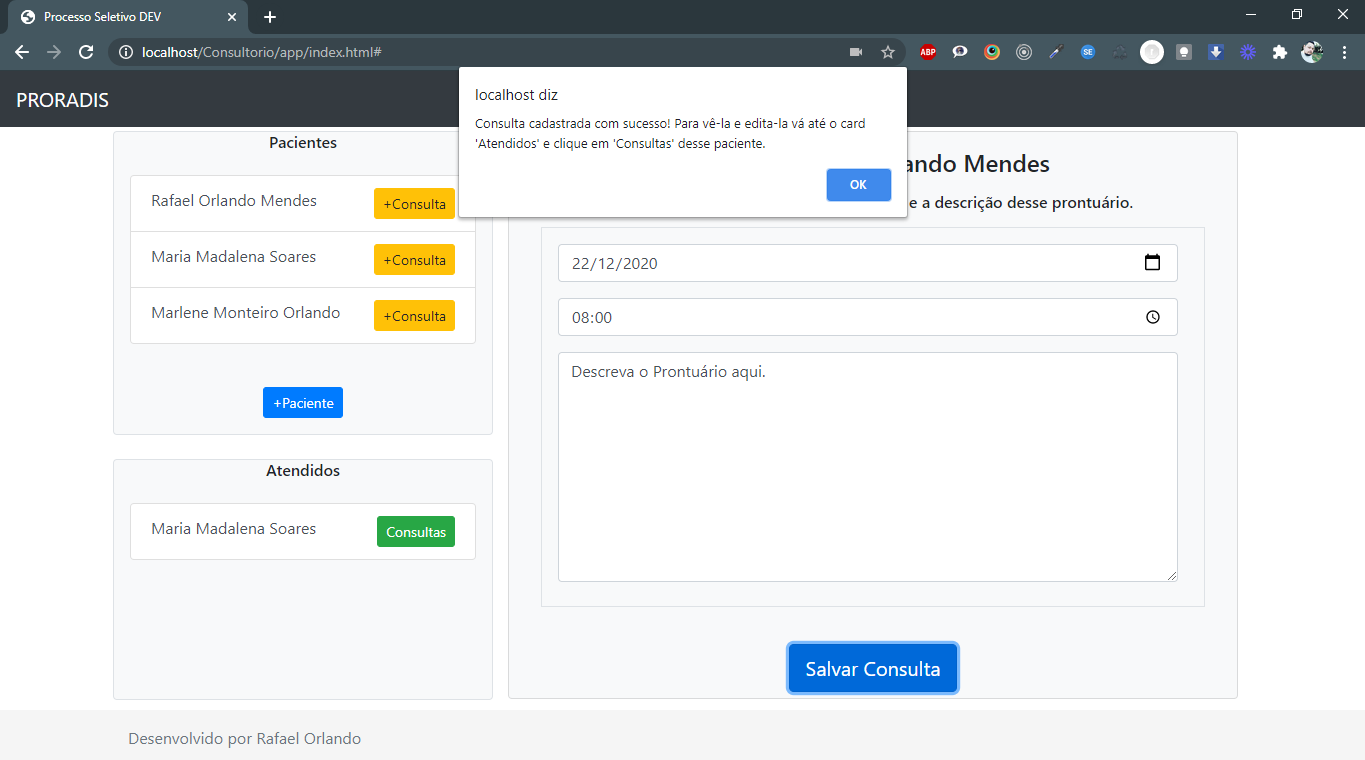 Processo Seletivo DEV
localhost/Consultorio/app/index.html#
ABP
SE
PRORADIS
localhost diz
Consulta cadastrada com sucesso! Para vê-la e edita-la vá até o card
'Atendidos' e clique em 'Consultas' desse paciente.
OK
Pacientes
Rafael Orlando Mendes
+Consulta
Maria Madalena Soares
+Consulta
Marlene Monteiro Orlando
+Consulta
+Paciente
Atendidos
Maria Madalena Soares
Consultas
ando Mendes
e a descrição desse prontuário.
22/12/2020
08:00
Descreva o Prontuário aqui.
Salvar Consulta
Desenvolvido por Rafael Orlando